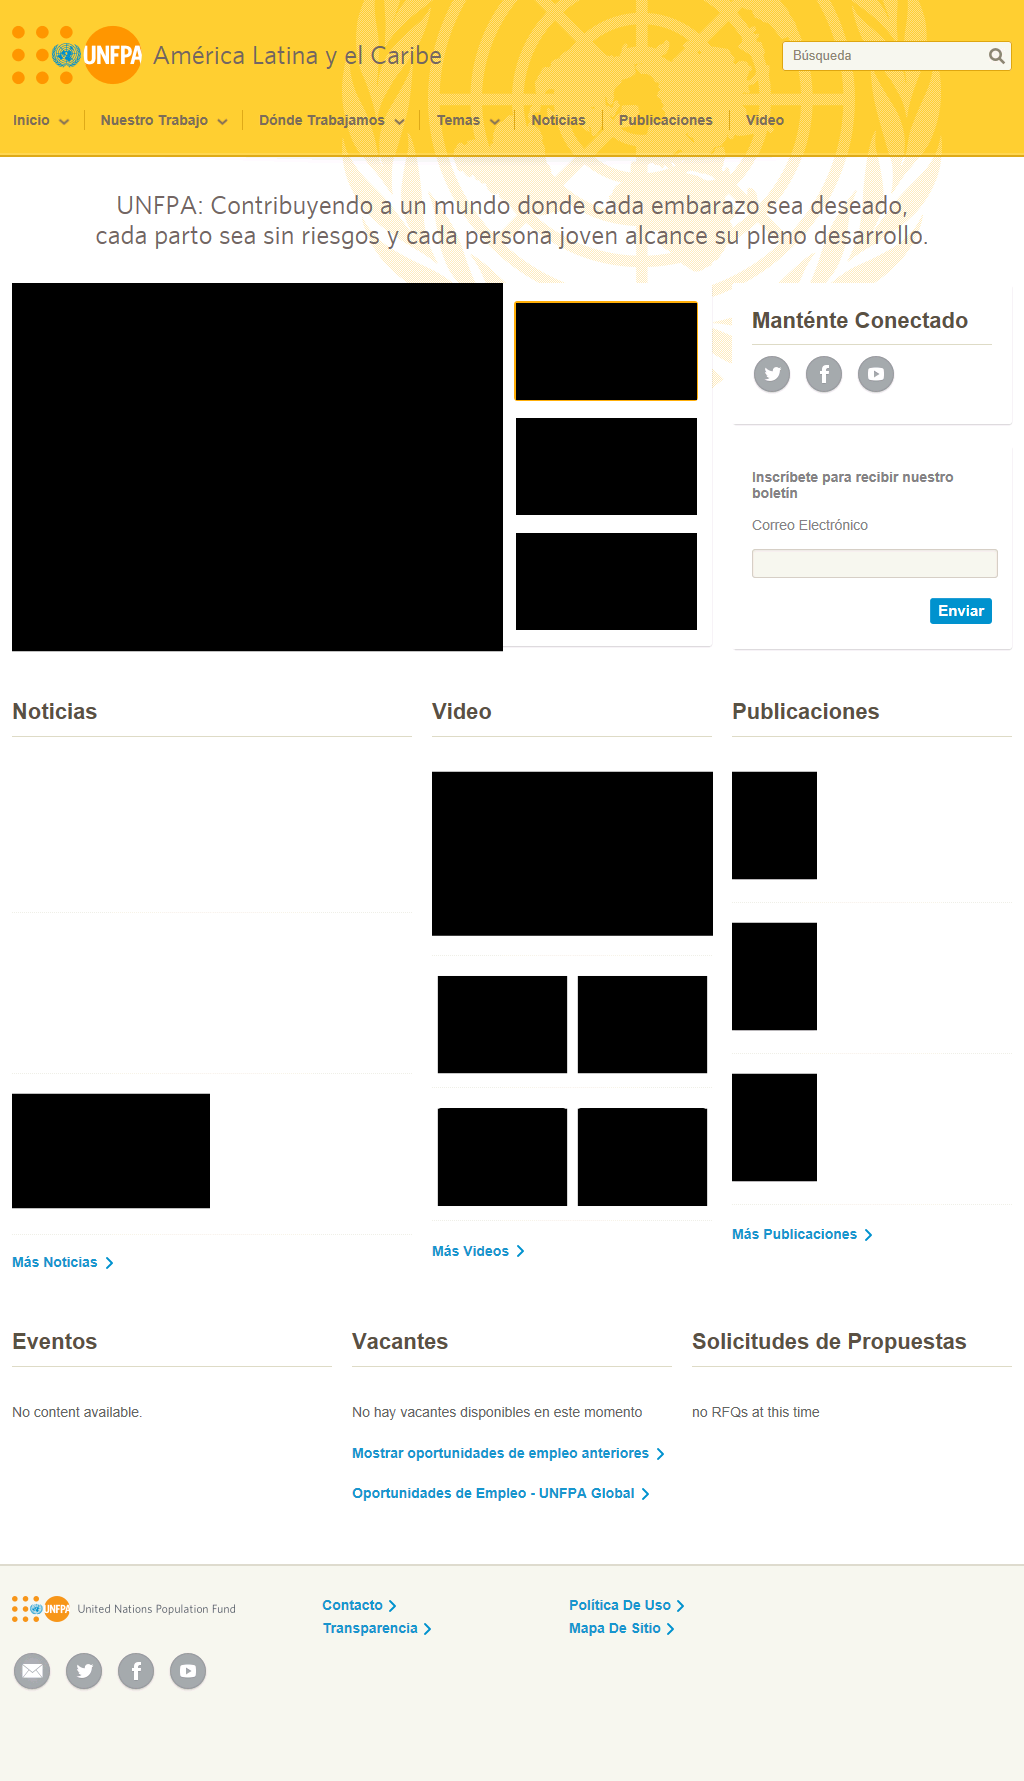 UNFPA América Latina y el Caribe
Búsqueda
Inicio Nuestro Trabajo Dónde Trabajamos Temas Noticias Publicaciones Video
UNFPA: Contribuyendo a un mundo donde cada embarazo sea deseado,
cada parto sea sin riesgos y cada persona joven alcance su pleno desarrollo.
Manténte Conectado
Inscríbete para recibir nuestro
boletín
Correo Electrónico
Enviar
Noticias
Más Noticias
Video
Más Videos
Publicaciones
Más Publicaciones
Eventos
No content available.
Vacantes
No hay vacantes disponibles en este momento
Mostrar oportunidades de empleo anteriores
Oportunidades de Empleo - UNFPA Global
Solicitudes de Propuestas
no RFQs at this time
UNFPA United Nations Population Fund
Contacto
Transparencia
Política De Uso
Mapa De Sitio